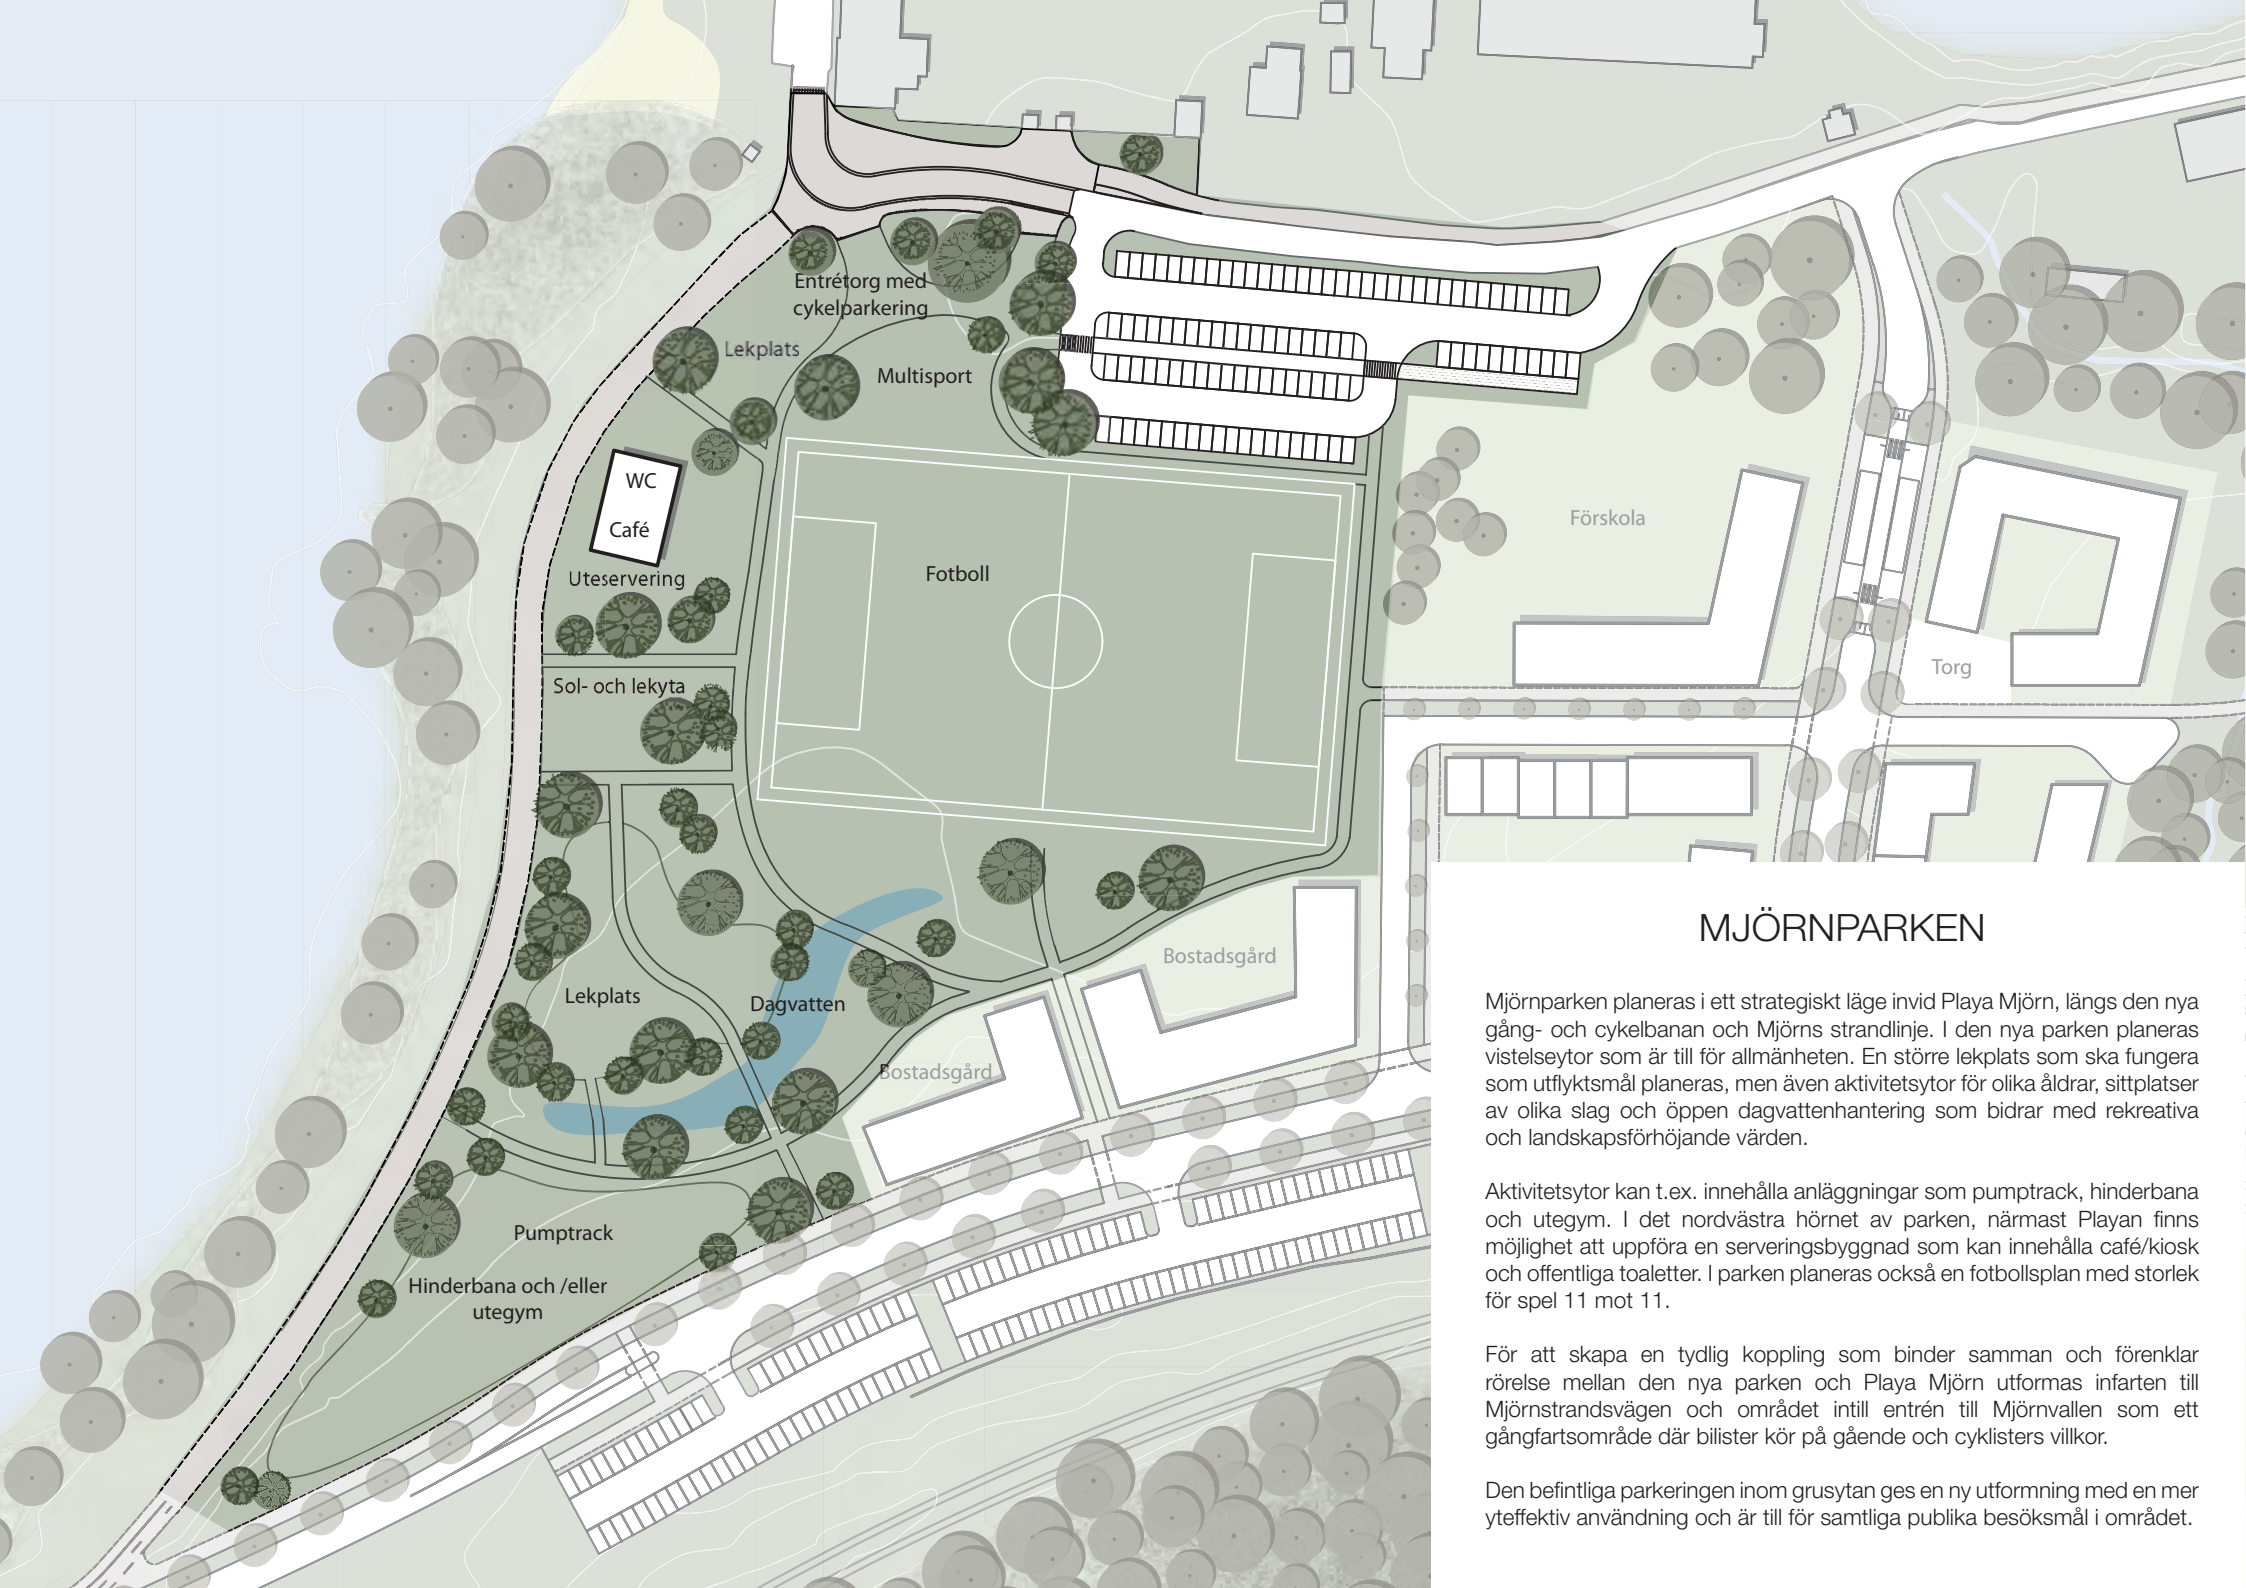 Entrétorg med
cykelparkering
Lekplats
Multisport
WC
Café
Förskola
Fotboll
Uteservering
Torg
Sol- och lekyta
Bostadsgård
Lekplats
Dagvatten
Bostadsgård
Pumptrack
Hinderbana och /eller
utegym
MJÖRNPARKEN
Mjörnparken planeras i ett strategiskt läge invid Playa Mjörn, längs den nya
gång- och cykelbanan och Mjörns strandlinje. I den nya parken planeras
vistelseytor som är till för allmänheten. En större lekplats som ska fungera
som utflyktsmål planeras, men även aktivitetsytor för olika åldrar, sittplatser
av olika slag och öppen dagvattenhantering som bidrar med rekreativa
och landskapsförhöjande värden.
Aktivitetsytor kan t.ex. innehålla anläggningar som pumptrack, hinderbana
och utegym. I det nordvästra hörnet av parken, närmast Playan finns
möjlighet att uppföra en serveringsbyggnad som kan innehålla café/kiosk
och offentliga toaletter. I parken planeras också en fotbollsplan med storlek
för spel 11 mot 11.
För att skapa en tydlig koppling som binder samman och förenklar
rörelse mellan den nya parken och Playa Mjörn utformas infarten till
Mjörnstrandsvägen och området intill entrén till Mjörnvallen som ett
gångfartsområde där bilister kör på gående och cyklisters villkor.
Den befintliga parkeringen inom grusytan ges en ny utformning med en mer
yteffektiv användning och är till för samtliga publika besöksmål i området.